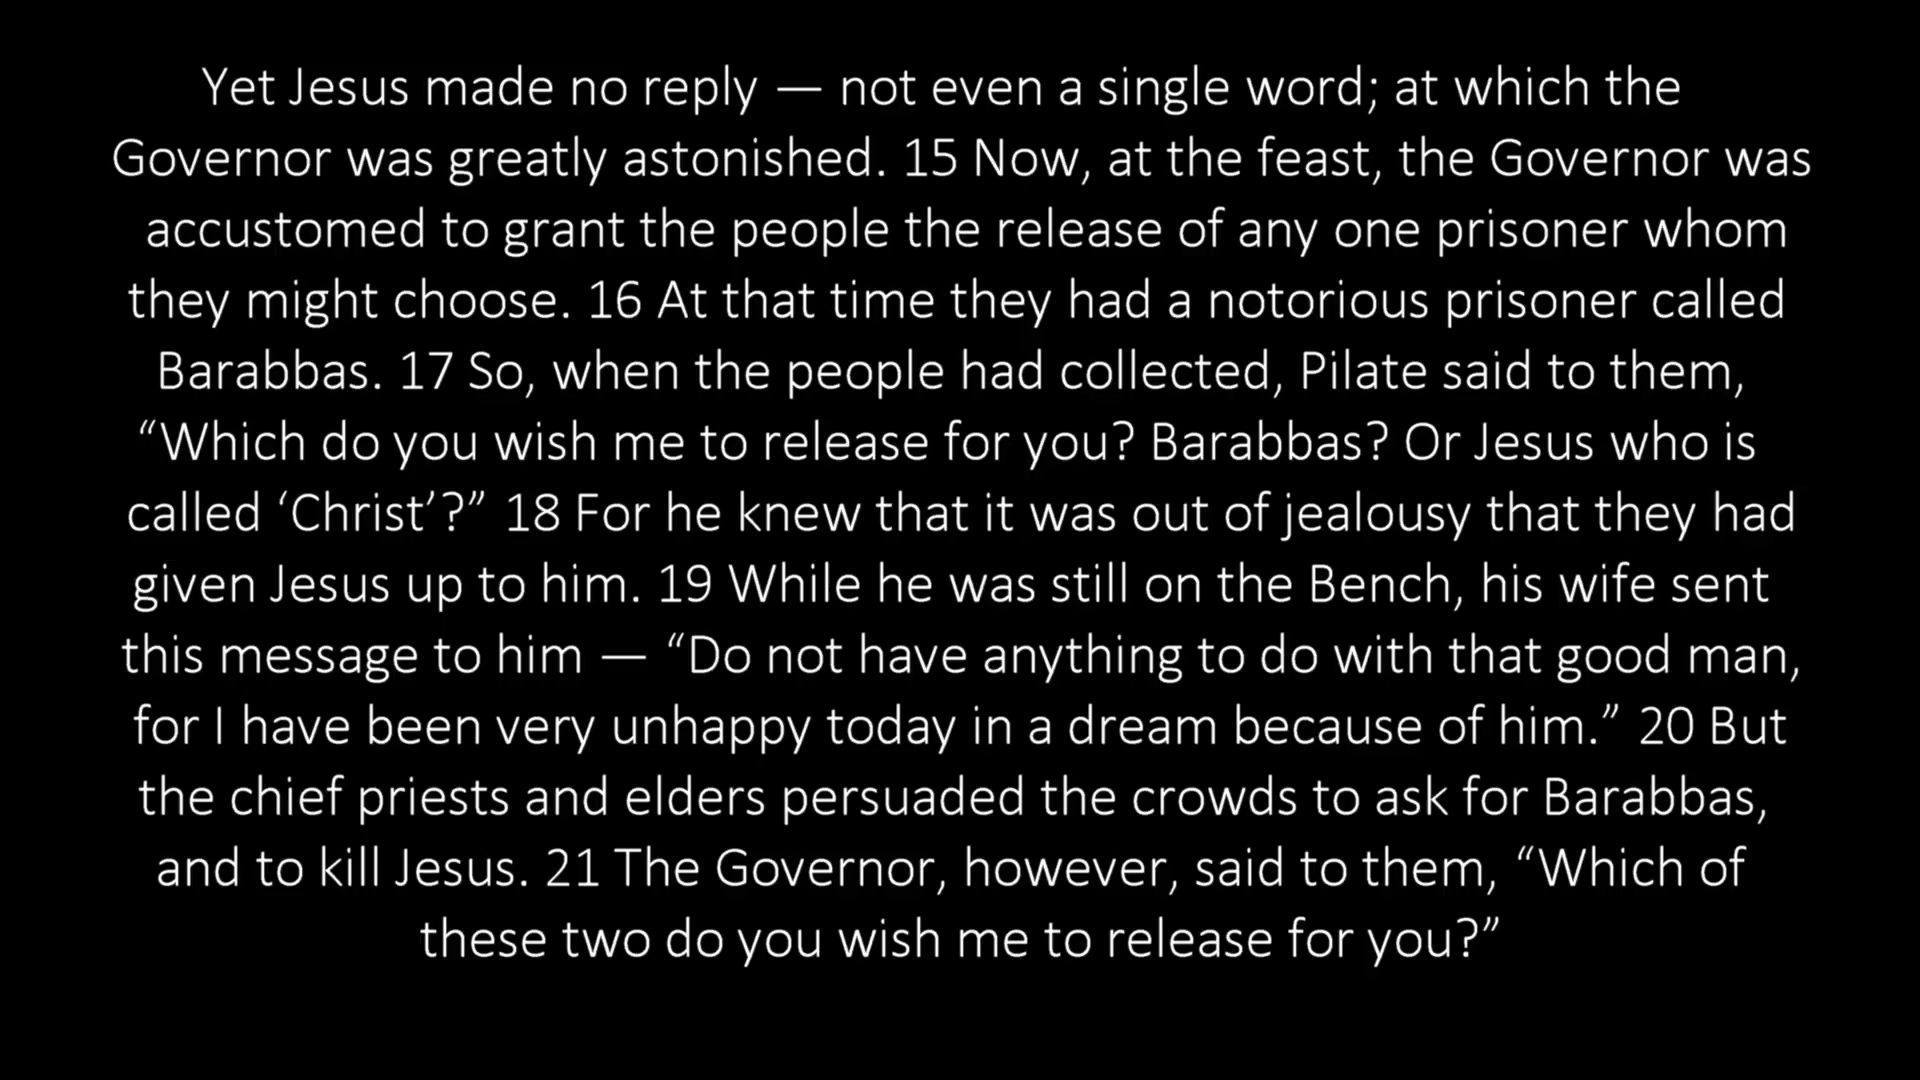 Yet Jesus made no reply — not even a single word; at which the
Governor was greatly astonished. 15 Now, at the feast, the Governor was
accustomed to grant the people the release of any one prisoner whom
they might choose. 16 At that time they had a notorious prisoner called
Barabbas. 17 So, when the people had collected, Pilate said to them,
“Which do you wish me to release for you? Barabbas? Or Jesus who is
called ‘Christ’?” 18 For he knew that it was out of jealousy that they had
given Jesus up to him. 19 While he was still on the Bench, his wife sent
this message to him — “Do not have anything to do with that good man,
for I have been very unhappy today in a dream because of him.” 20 But
the chief priests and elders persuaded the crowds to ask for Barabbas,
and to kill Jesus. 21 The Governor, however, said to them, “Which of
these two do you wish me to release for you?”